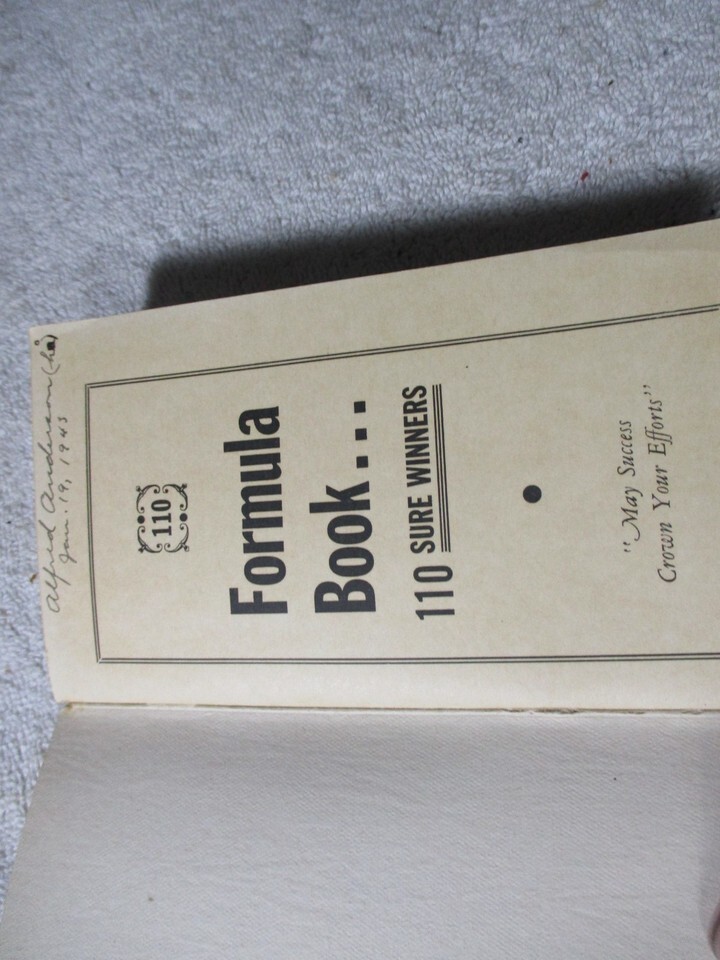 Alfred Anderson
Jan. 19, 1943
110
Formula
Book...
110 SURE WINNERS
"May Success
Crown Your Efforts"